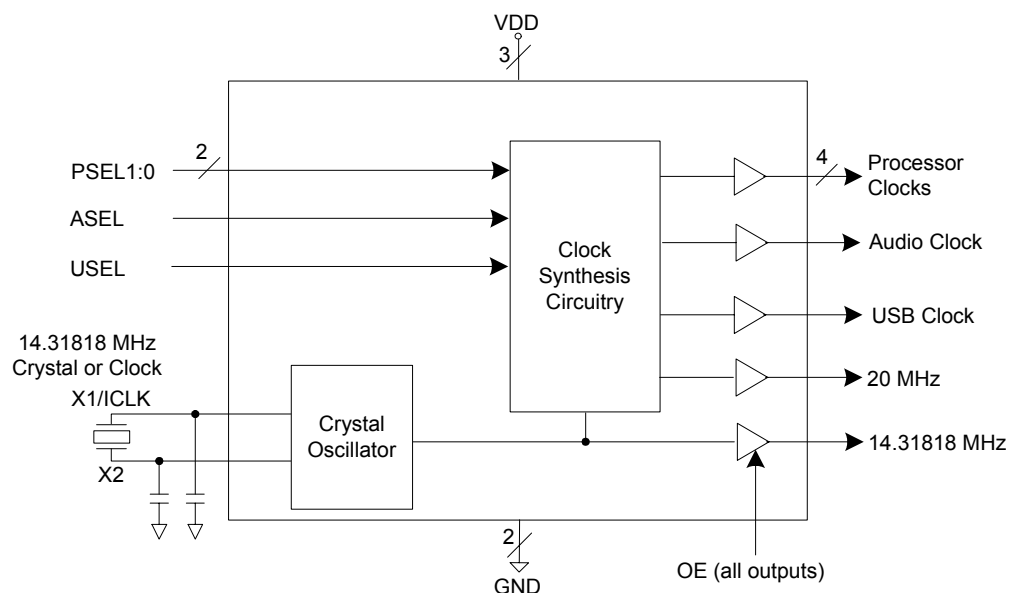 VDD
3
PSEL1:0
2
ASEL
USEL
Clock
Synthesis
Circuitry
4
Processor
Clocks
Audio Clock
USB Clock
20 MHz
14.31818 MHz
14.31818 MHz
Crystal or Clock
X1/ICLK
X2
Crystal
Oscillator
2
GND
OE (all outputs)